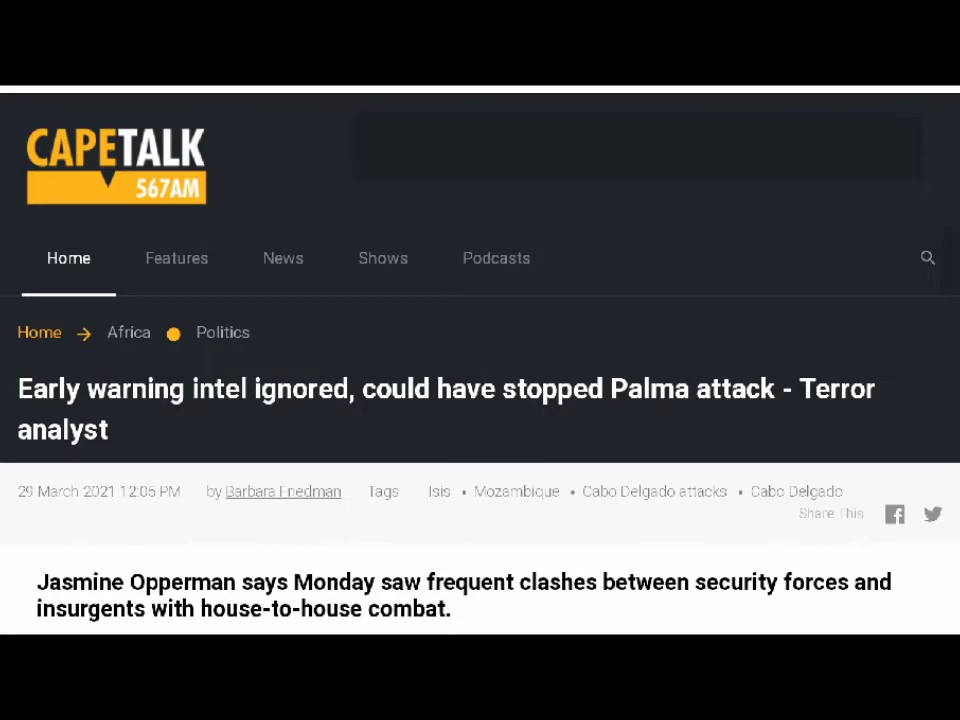 CAPETALK
567AM
Home Features News Shows Podcasts
Home → Africa ● Politics
Early warning intel ignored, could have stopped Palma attack - Terror
analyst
29 March 2021 12:05 PM by Barbara Friedman Tags Isis • Mozambique • Cabo Delgado attacks • Cabo Delgado
Share This
Jasmine Opperman says Monday saw frequent clashes between security forces and
insurgents with house-to-house combat.